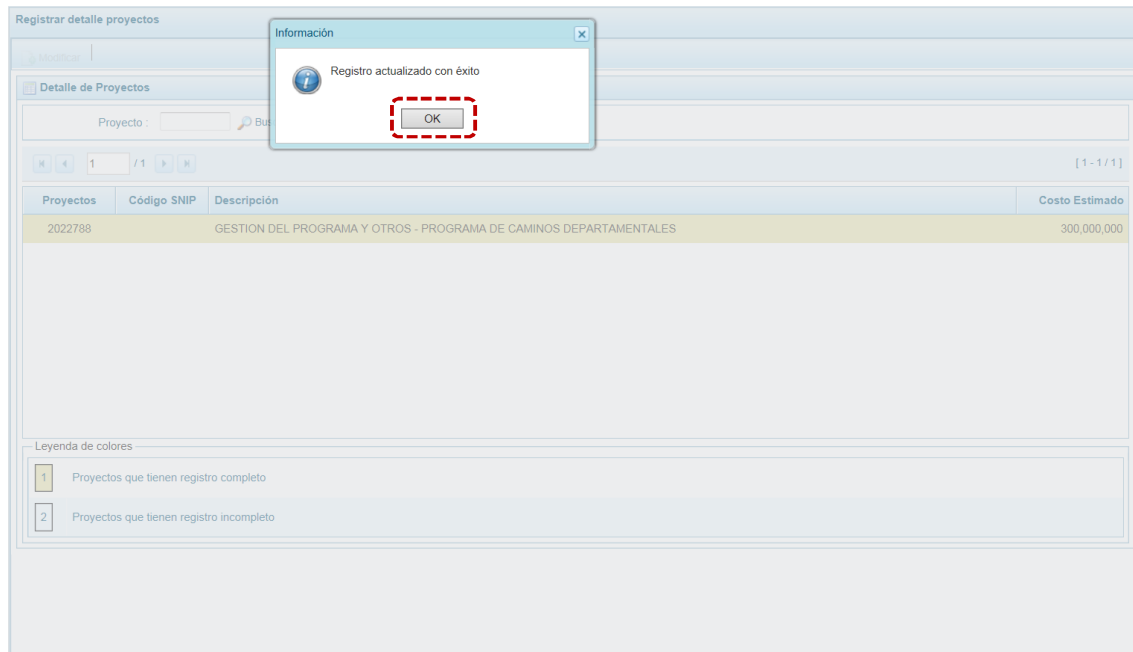 Registrar detalle proyectos
Información
Modificar
Registro actualizado con éxito
OK
Detalle de Proyectos
Proyecto :
Bus
1 / 1
[ 1 - 1 / 1 ]
Proyectos Código SNIP Descripción Costo Estimado
2022788 GESTION DEL PROGRAMA Y OTROS - PROGRAMA DE CAMINOS DEPARTAMENTALES 300,000,000
Leyenda de colores
1 Proyectos que tienen registro completo
2 Proyectos que tienen registro incompleto